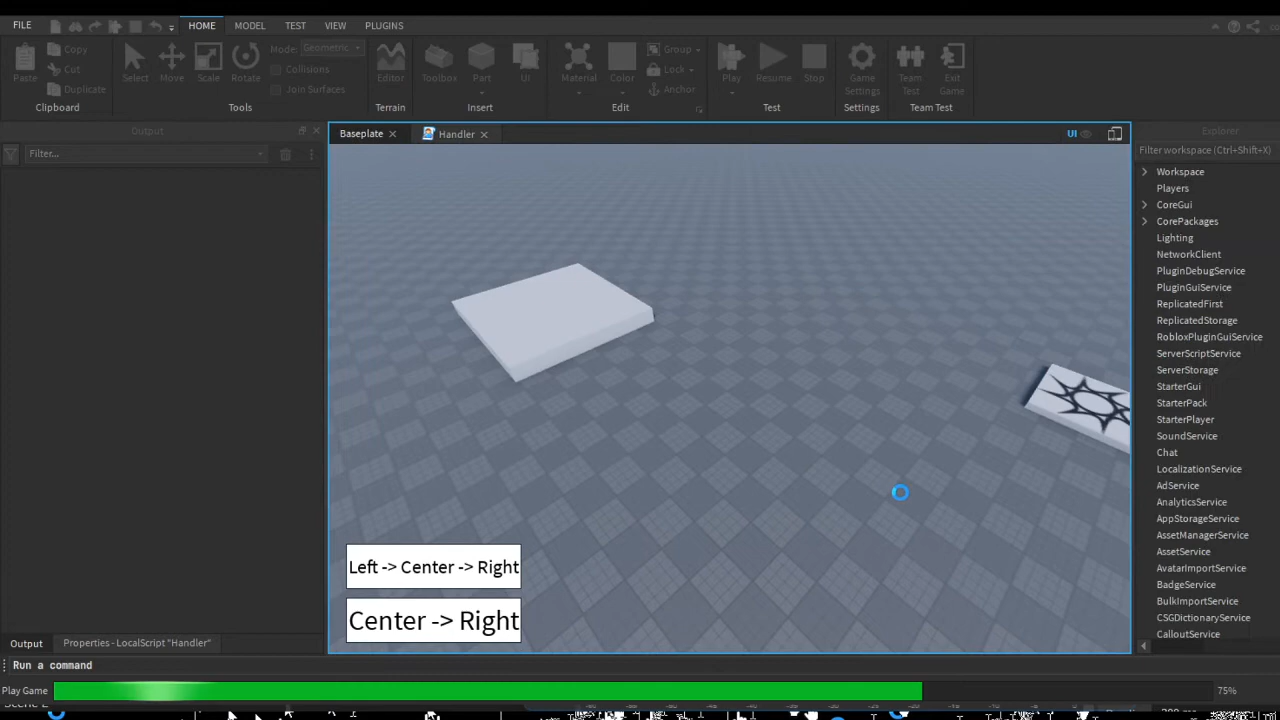 FILE HOME MODEL TEST VIEW PLUGINS
Paste Copy Cut Duplicate Select Move Scale Rotate Mode: Geometric Collisions Join Surfaces Editor Toolbox Part UI Material Color Group Lock Anchor Play Resume Stop Game Settings Team Test Exit Game
Clipboard Tools Terrain Insert Edit Test Settings Team Test
Output
Filter...
Baseplate
Handler
UI
Explorer
Filter workspace (Ctrl+Shift+X)
Workspace
Players
CoreGui
CorePackages
Lighting
NetworkClient
PluginDebugService
PluginGuiService
ReplicatedFirst
ReplicatedStorage
RobloxPluginGuiService
ServerScriptService
ServerStorage
StarterGui
StarterPack
StarterPlayer
SoundService
Chat
LocalizationService
AdService
AnalyticsService
AppStorageService
AssetManagerService
AssetService
AvatarImportService
BadgeService
BulkImportService
CSGDictionaryService
CalloutService
Left -> Center -> Right
Center -> Right
Output Properties - LocalScript "Handler"
Run a command
Play Game 75%